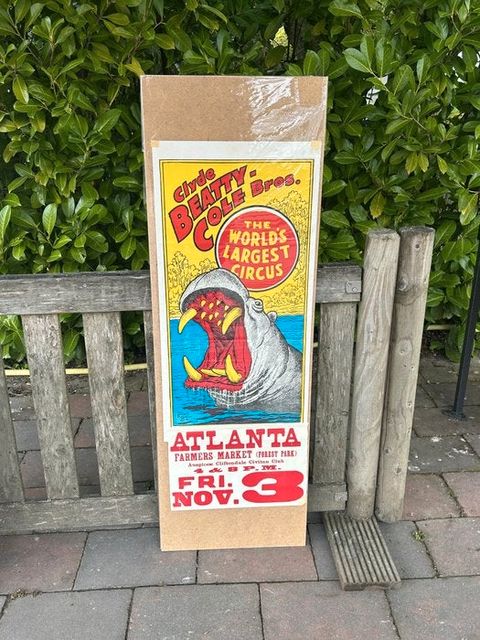 Clyde
BEATTY-
COLE Bros.
THE
WORLD'S
LARGEST
CIRCUS
ATLANTA
FARMERS MARKET (FOREST PARK)
Auspices Cliftondale Civitan Club
4 & 8 P.M.
FRI.
NOV. 3